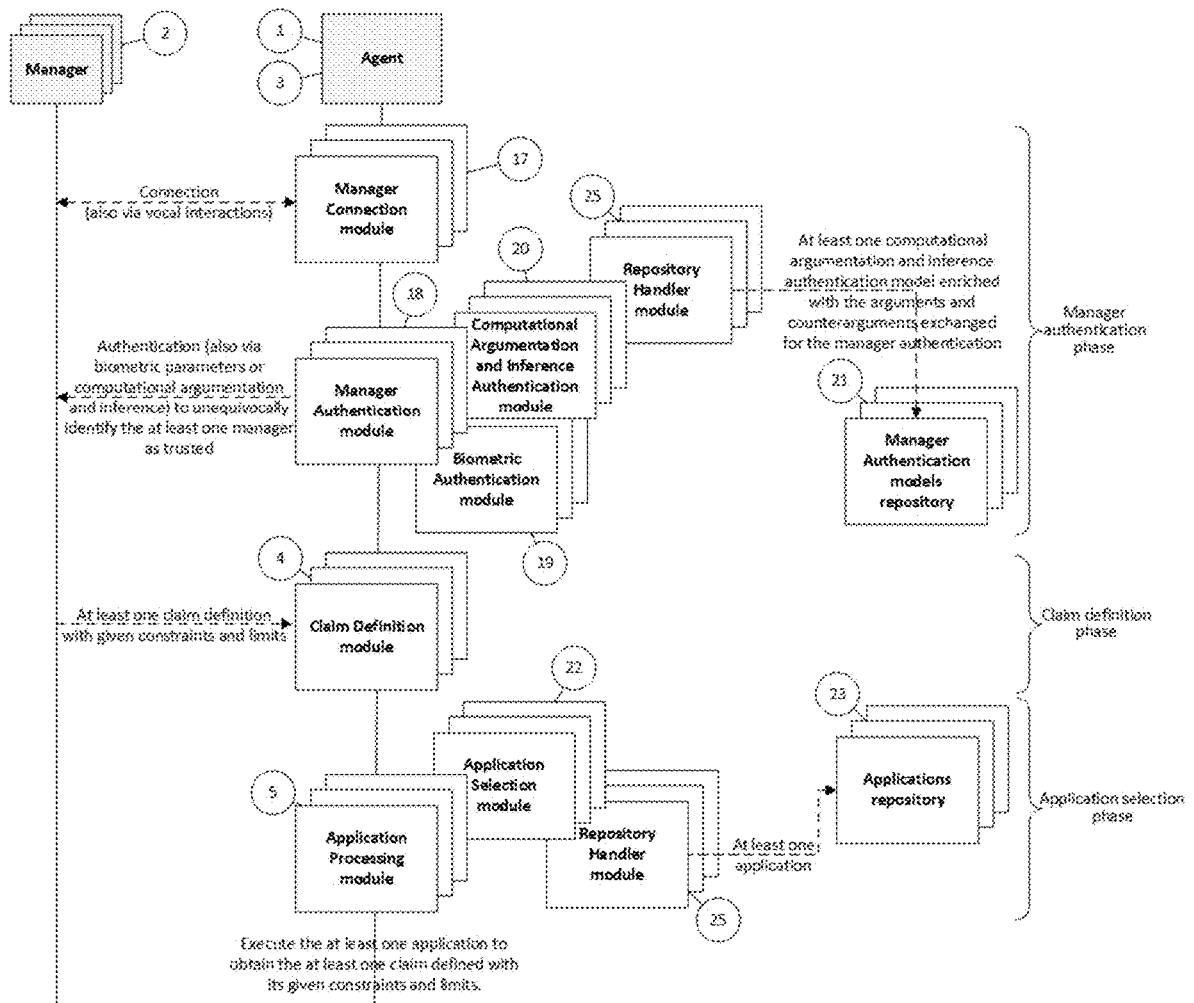 2
Manager
1
3
Agent
17
Manager
Connection
module
Connection
(also via vocal interactions)
25
Repository
Handler
module
At least one computational
argumentation and inference
authentication model enriched
with the arguments and
counterarguments exchanged
for the manager authentication
Manager
authentication
phase
20
Computational
Argumentation
and Inference
Authentication
module
18
Manager
Authentication
module
Authentication (also via
biometric parameters or
computational argumentation
and inference) to unequivocally
identify the at least one manager
as trusted
Biometric
Authentication
module
19
21
Manager
Authentication
models
repository
4
Claim Definition
module
At least one claim definition
with given constraints and limits
Claim definition
phase
22
Application
Selection
module
23
Applications
repository
Application selection
phase
5
Application
Processing
module
Repository
Handler
module
At least one
application
25
Execute the at least one application to
obtain the at least one claim defined with
its given constraints and limits.